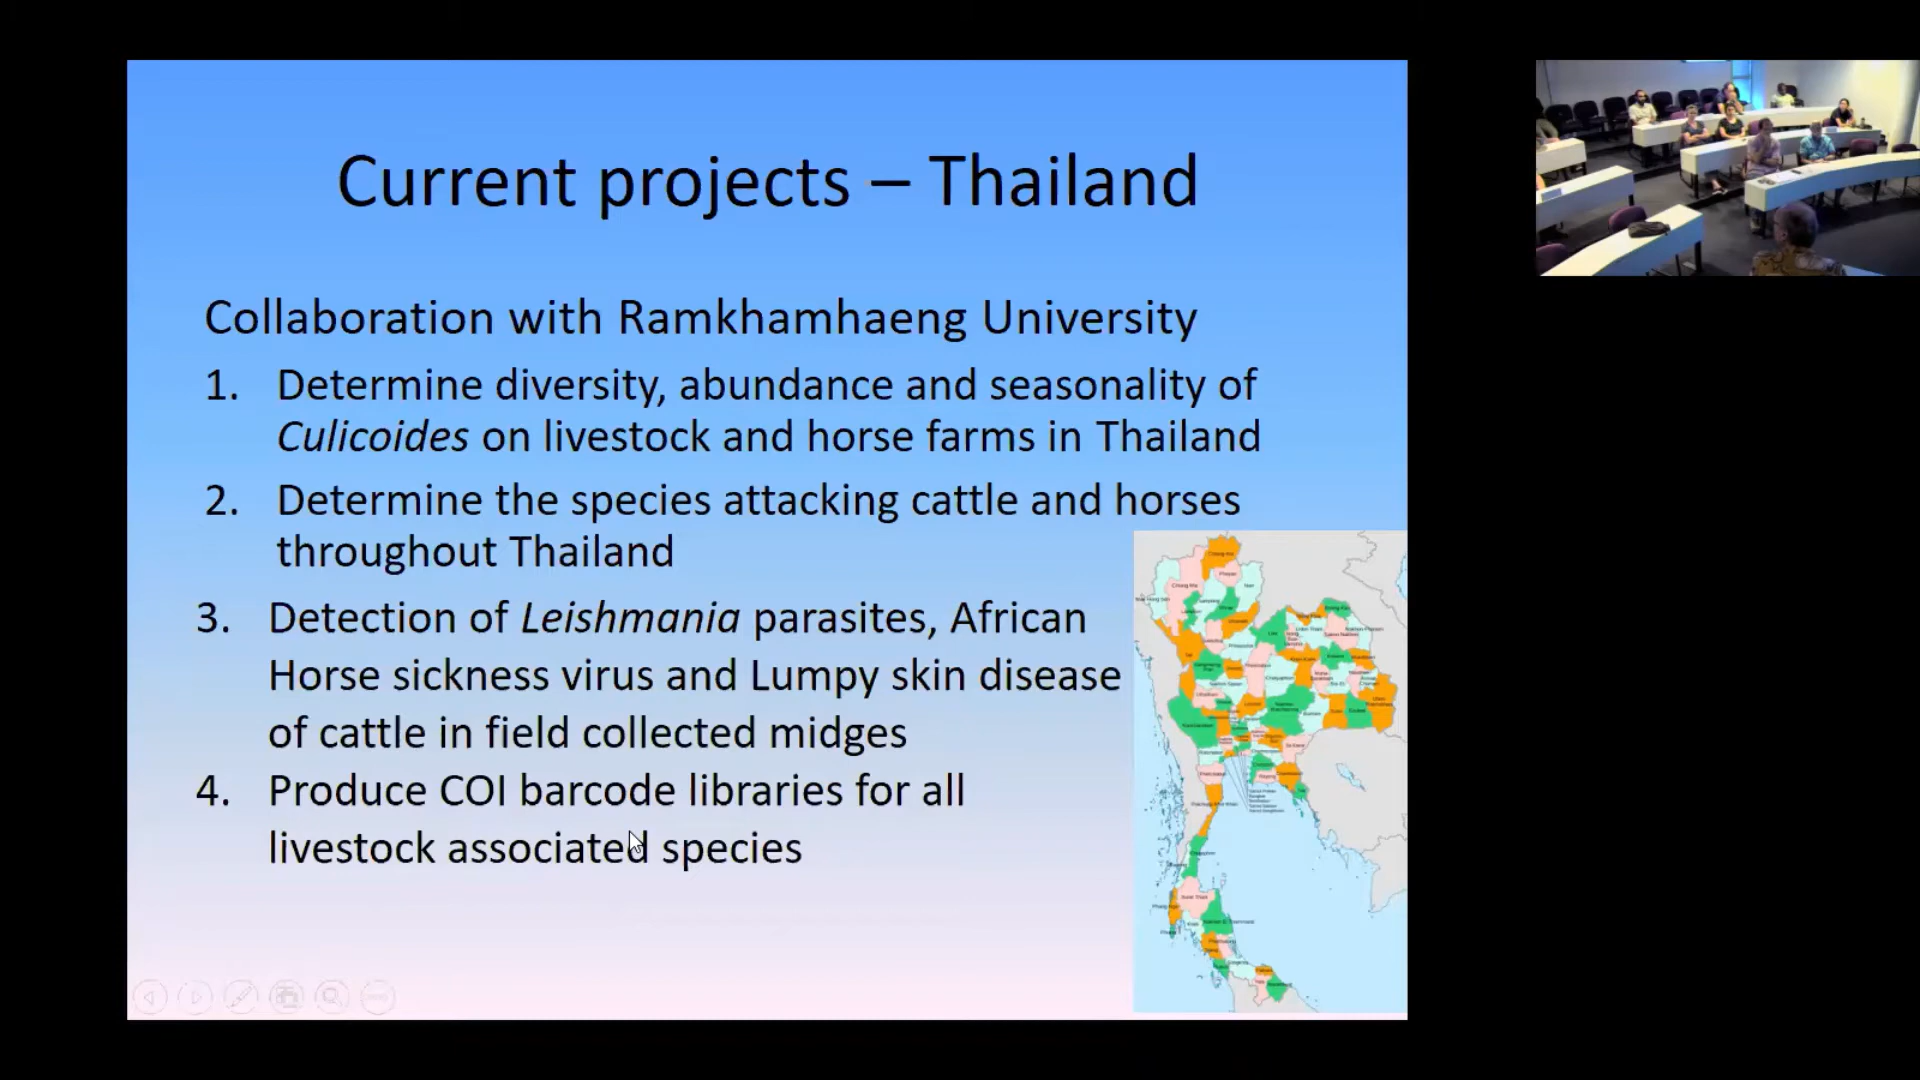 Current projects – Thailand
Collaboration with Ramkhamhaeng University
1. Determine diversity, abundance and seasonality of
Culicoides on livestock and horse farms in Thailand
2. Determine the species attacking cattle and horses
throughout Thailand
3. Detection of Leishmania parasites, African
Horse sickness virus and Lumpy skin disease
of cattle in field collected midges
4. Produce COI barcode libraries for all
livestock associated species